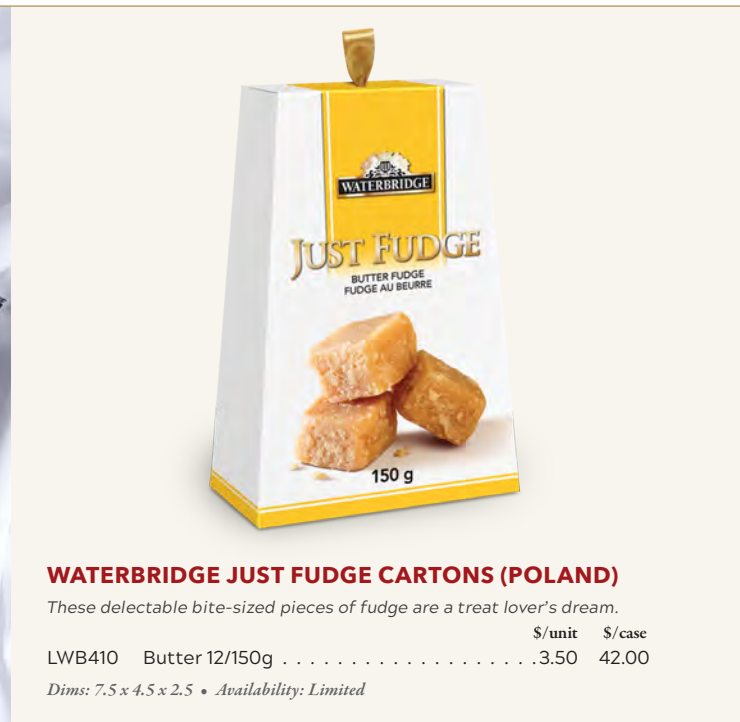 WATERBRIDGE
JUST FUDGE
BUTTER FUDGE
FUDGE AU BEURRE
150 g
WATERBRIDGE JUST FUDGE CARTONS (POLAND)
These delectable bite-sized pieces of fudge are a treat lover's dream.
$/unit $/case
LWB410 Butter 12/150g . . . . . . . . . . . . . . . . . . . 3.50 42.00
Dims: 7.5 x 4.5 x 2.5 • Availability: Limited